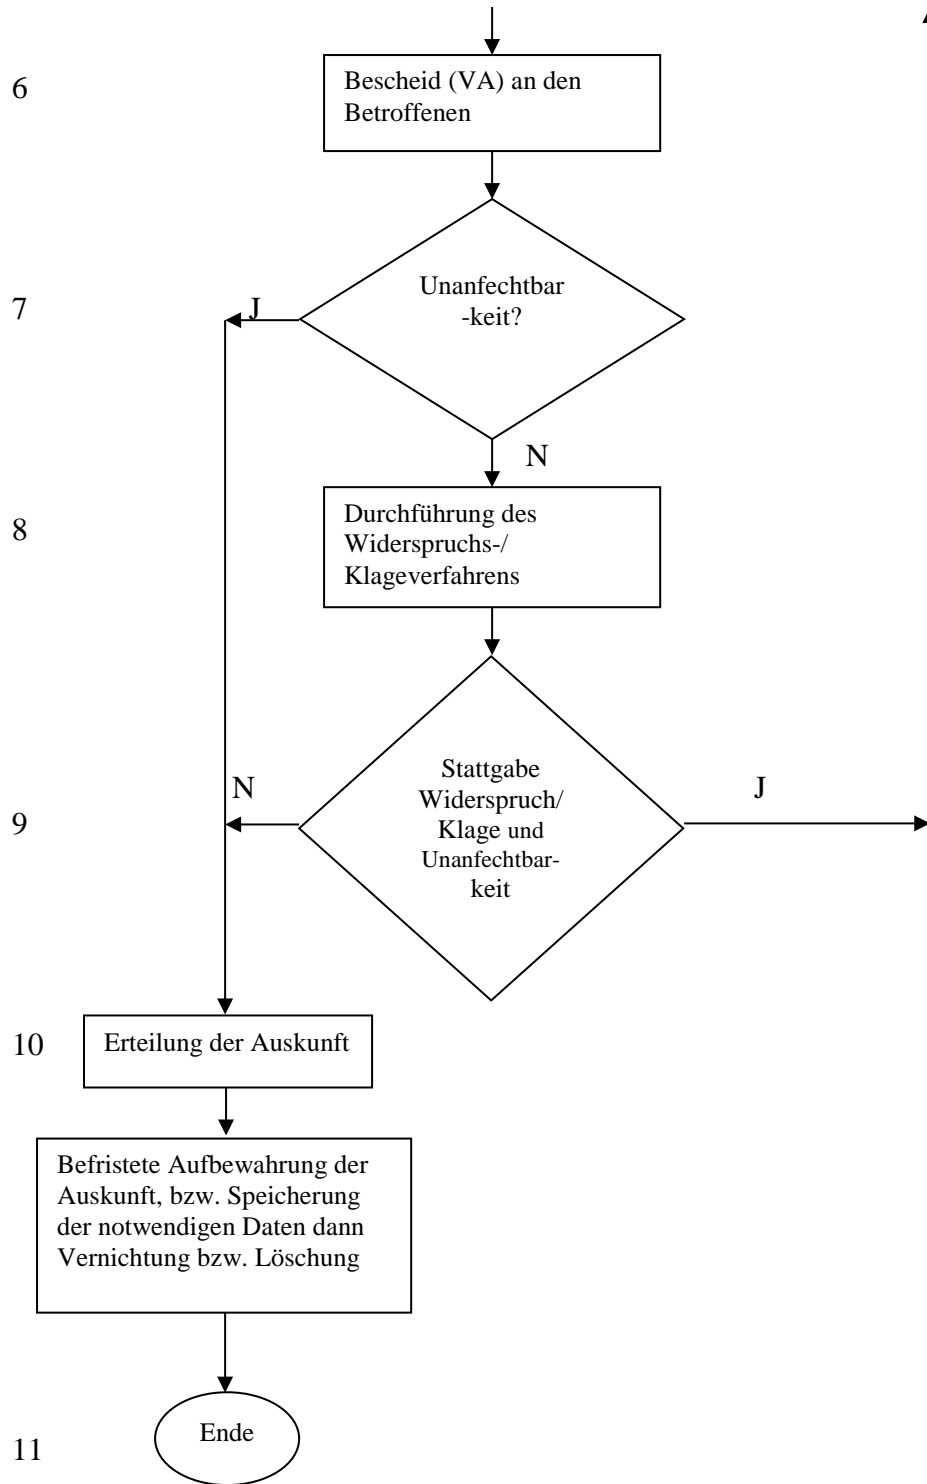 6
Bescheid (VA) an den
Betroffenen
Unanfechtbar
-keit?
7
J
N
8
Durchführung des
Widerspruchs-/
Klageverfahrens
Stattgabe
Widerspruch/
Klage und
Unanfechtbar-
keit
N
J
9
10
Erteilung der Auskunft
Befristete Aufbewahrung der
Auskunft, bzw. Speicherung
der notwendigen Daten dann
Vernichtung bzw. Löschung
Ende
11